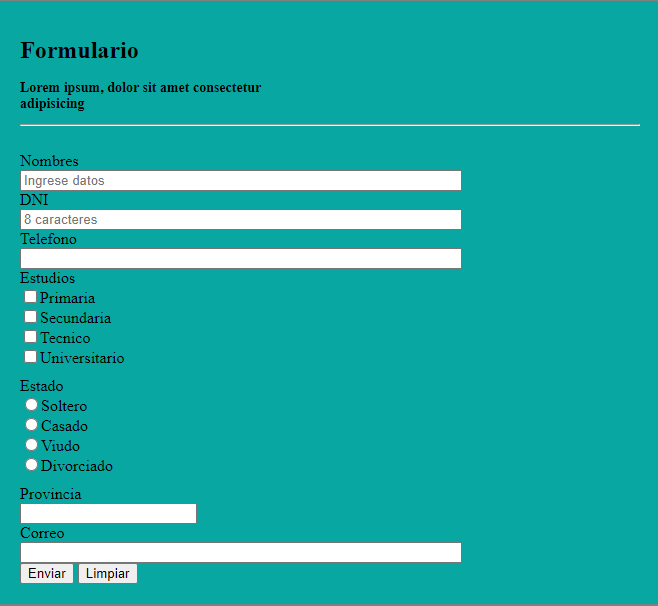 Formulario
Lorem ipsum, dolor sit amet consectetur
adipisicing
Nombres
Ingrese datos
DNI
8 caracteres
Telefono
Estudios
Primaria
Secundaria
Tecnico
Universitario
Estado
Soltero
Casado
Viudo
Divorciado
Provincia
Correo
Enviar Limpiar